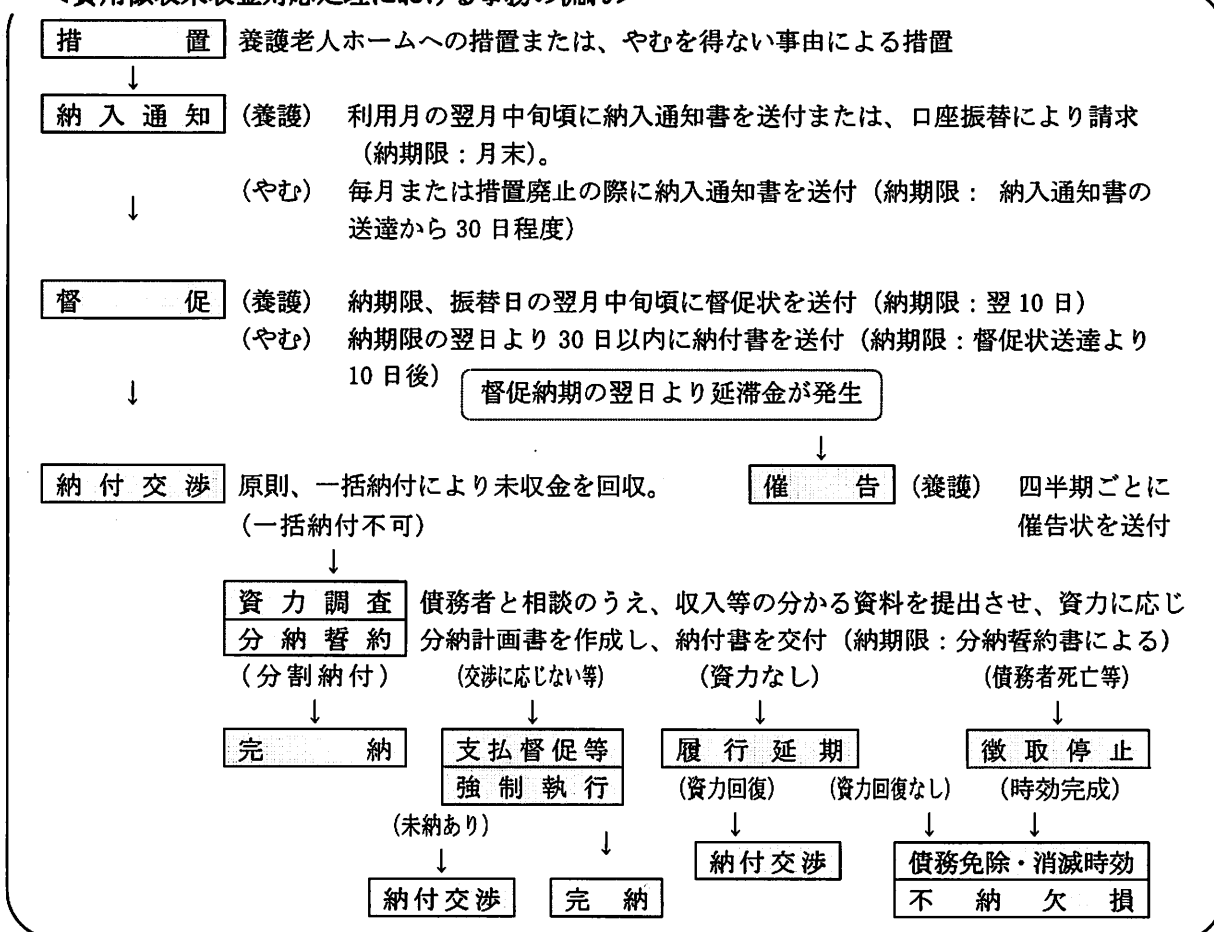 措置 養護老人ホームへの措置または、やむを得ない事由による措置
↓
納入通知 (養護) 利用月の翌月中旬頃に納入通知書を送付または、口座振替により請求
(納期限：月末)。
(やむ) 毎月または措置廃止の際に納入通知書を送付（納期限： 納入通知書の
↓
送達から 30 日程度）
督促 (養護) 納期限、振替日の翌月中旬頃に督促状を送付（納期限：翌 10 日）
(やむ) 納期限の翌日より 30 日以内に納付書を送付（納期限：督促状送達より
10 日後）
↓ 督促納期の翌日より延滞金が発生
↓
納付交渉 原則、一括納付により未収金を回収。 催告 (養護) 四半期ごとに
(一括納付不可) 催告状を送付
↓
資力調査 債務者と相談のうえ、収入等の分かる資料を提出させ、資力に応じ
分納誓約 分納計画書を作成し、納付書を交付（納期限：分納誓約書による）
(分割納付) (交渉に応じない等) (資力なし) (債務者死亡等)
↓ ↓ ↓ ↓
完納 支払督促等 履行延期 徴取停止
強制執行 (資力回復) (資力回復なし) (時効完成)
(未納あり) ↓ ↓ ↓
↓ ↓ 納付交渉 債務免除・消滅時効
納付交渉 完納 不納欠損